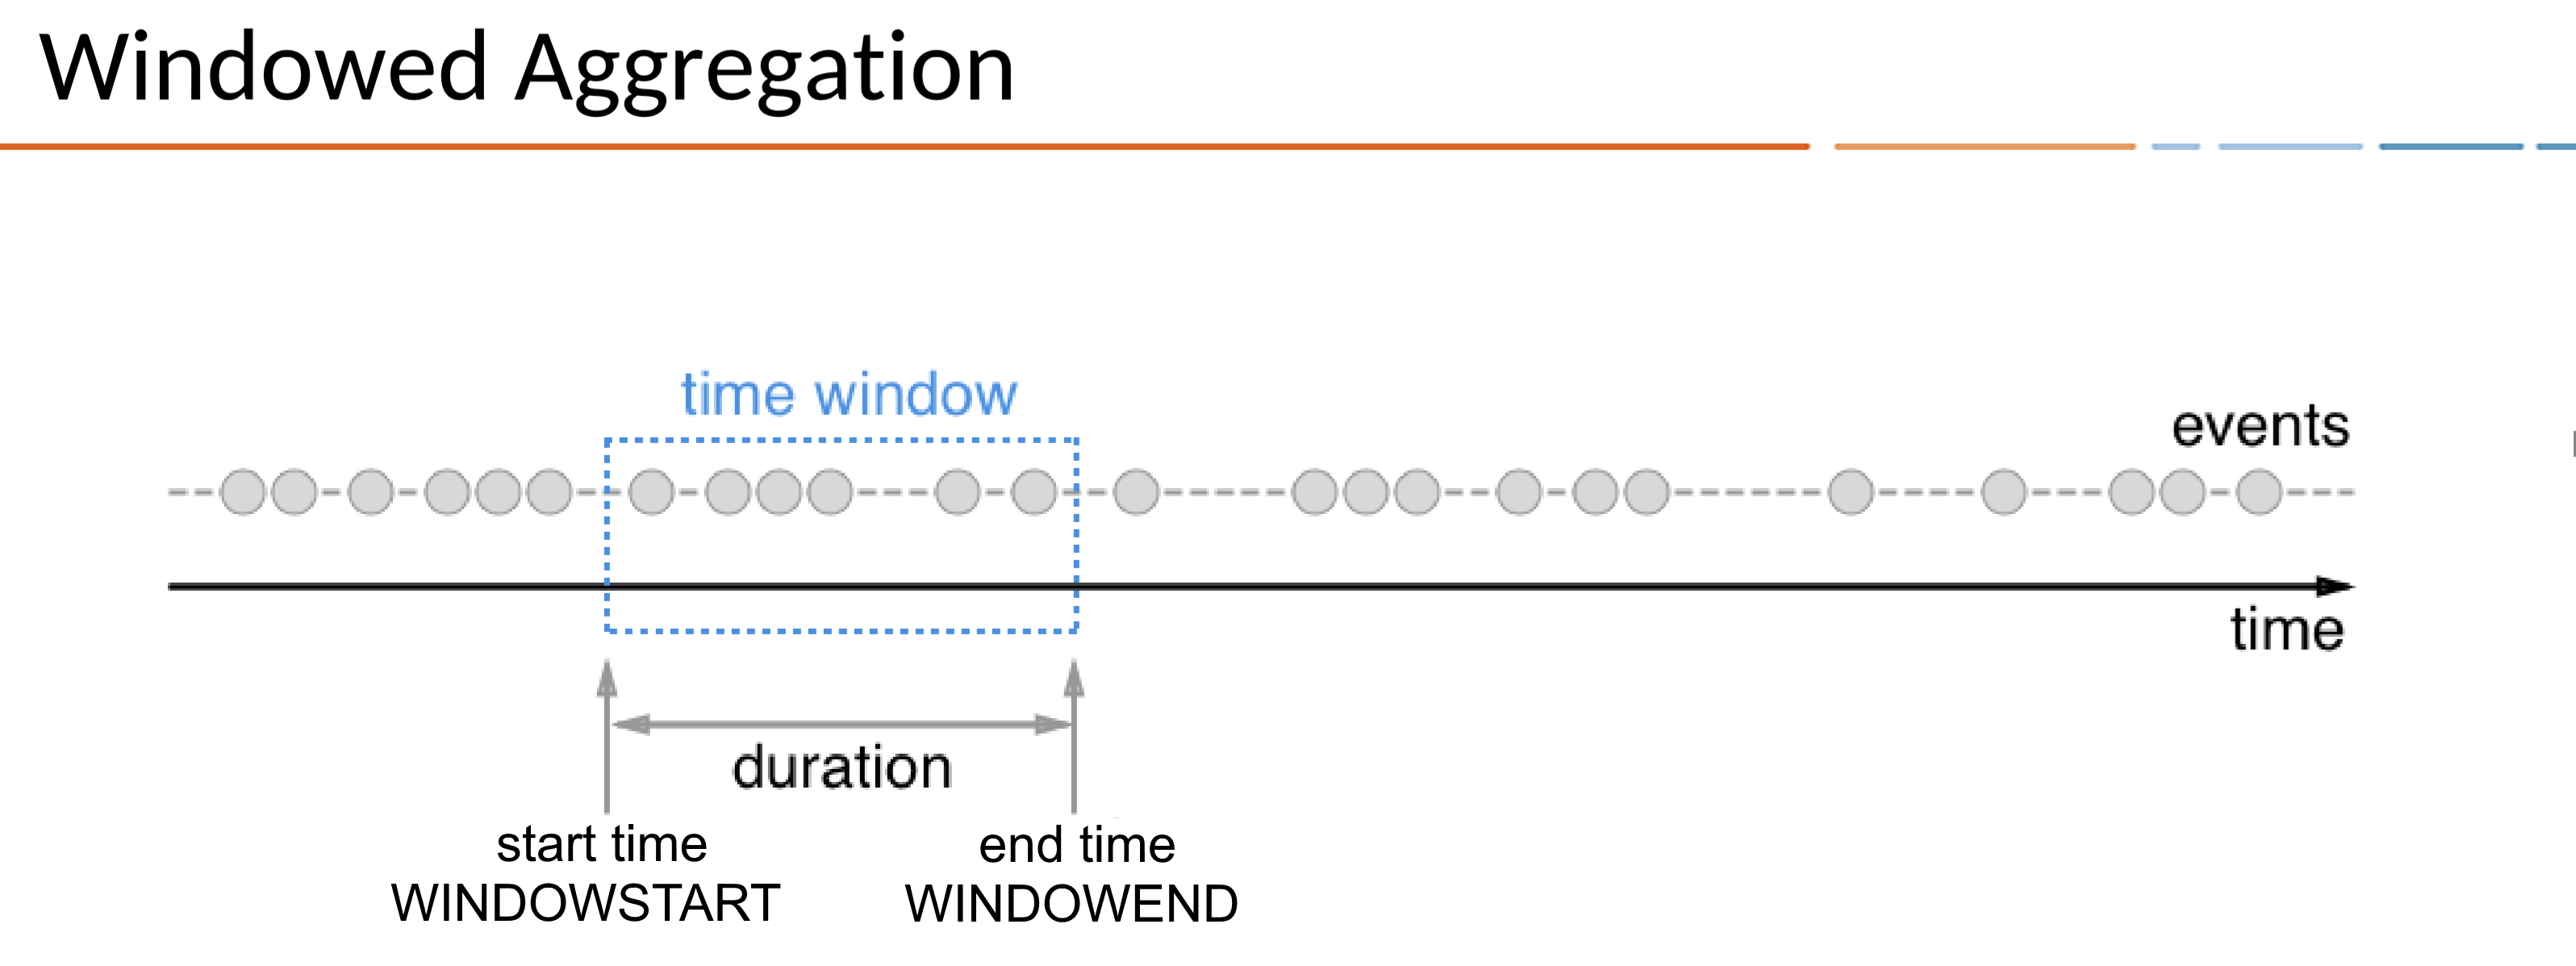 Windowed Aggregation
time window
events
time
duration
start time
WINDOWSTART
end time
WINDOWEND